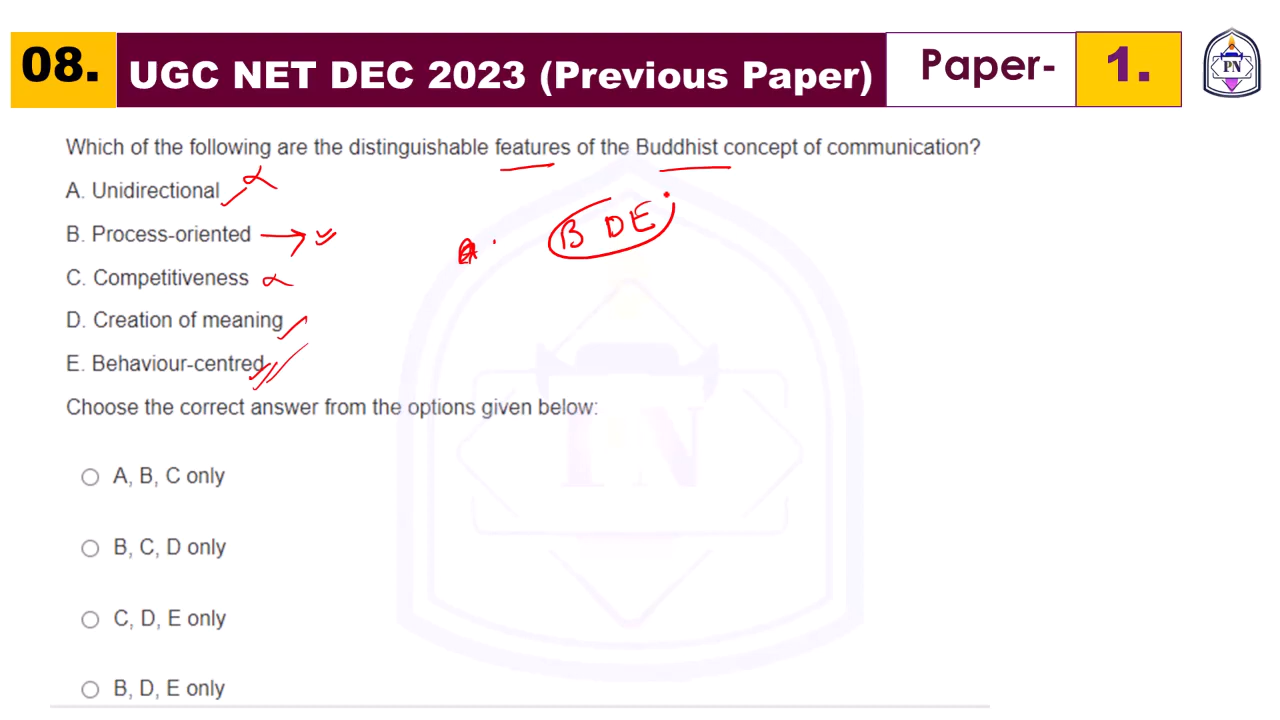 08. UGC NET DEC 2023 (Previous Paper) Paper- 1.
PN
Which of the following are the distinguishable features of the Buddhist concept of communication?
A. Unidirectional
B. Process-oriented
B D E
C. Competitiveness
D. Creation of meaning
E. Behaviour-centred
Choose the correct answer from the options given below:
PN
A, B, C only
B, C, D only
C, D, E only
B, D, E only